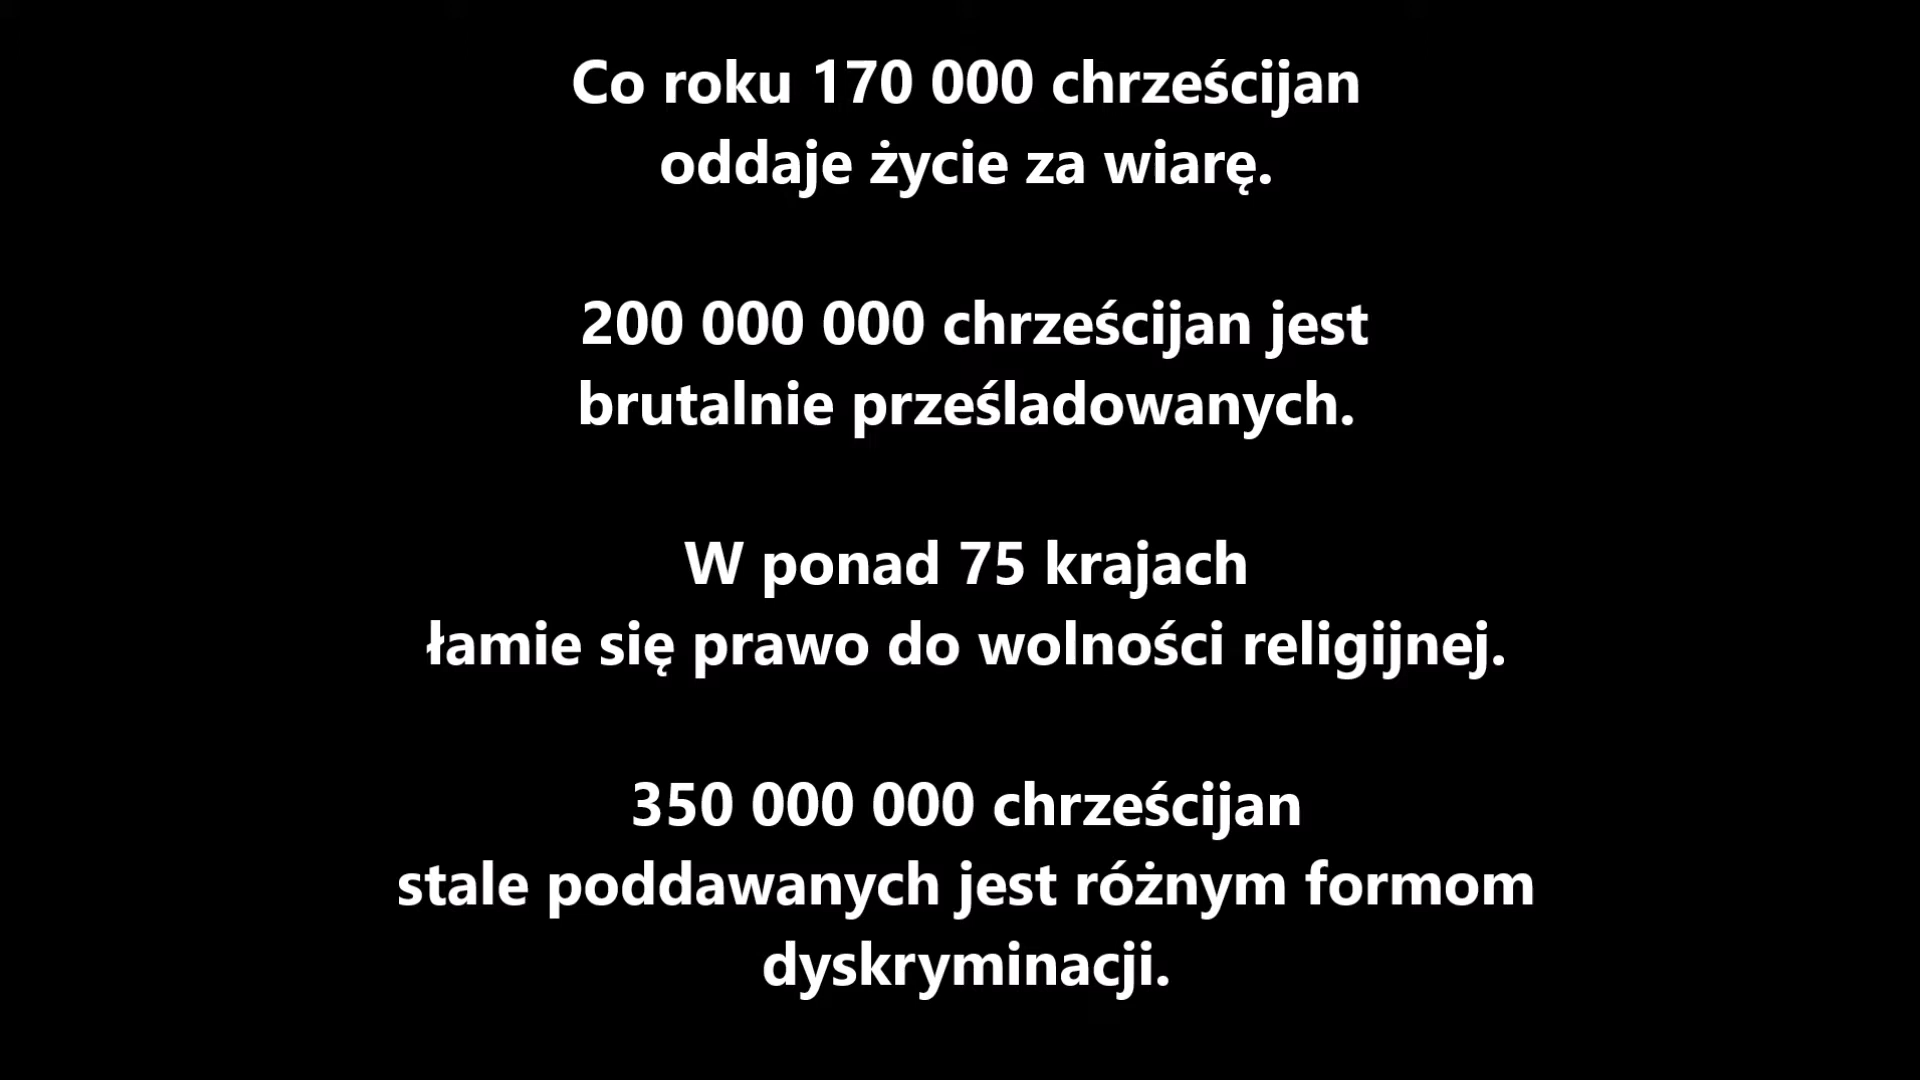 Co roku 170 000 chrześcijan
oddaje życie za wiarę.
200 000 000 chrześcijan jest
brutalnie prześladowanych.
W ponad 75 krajach
łamie się prawo do wolności religijnej.
350 000 000 chrześcijan
stale poddawanych jest różnym formom
dyskryminacji.